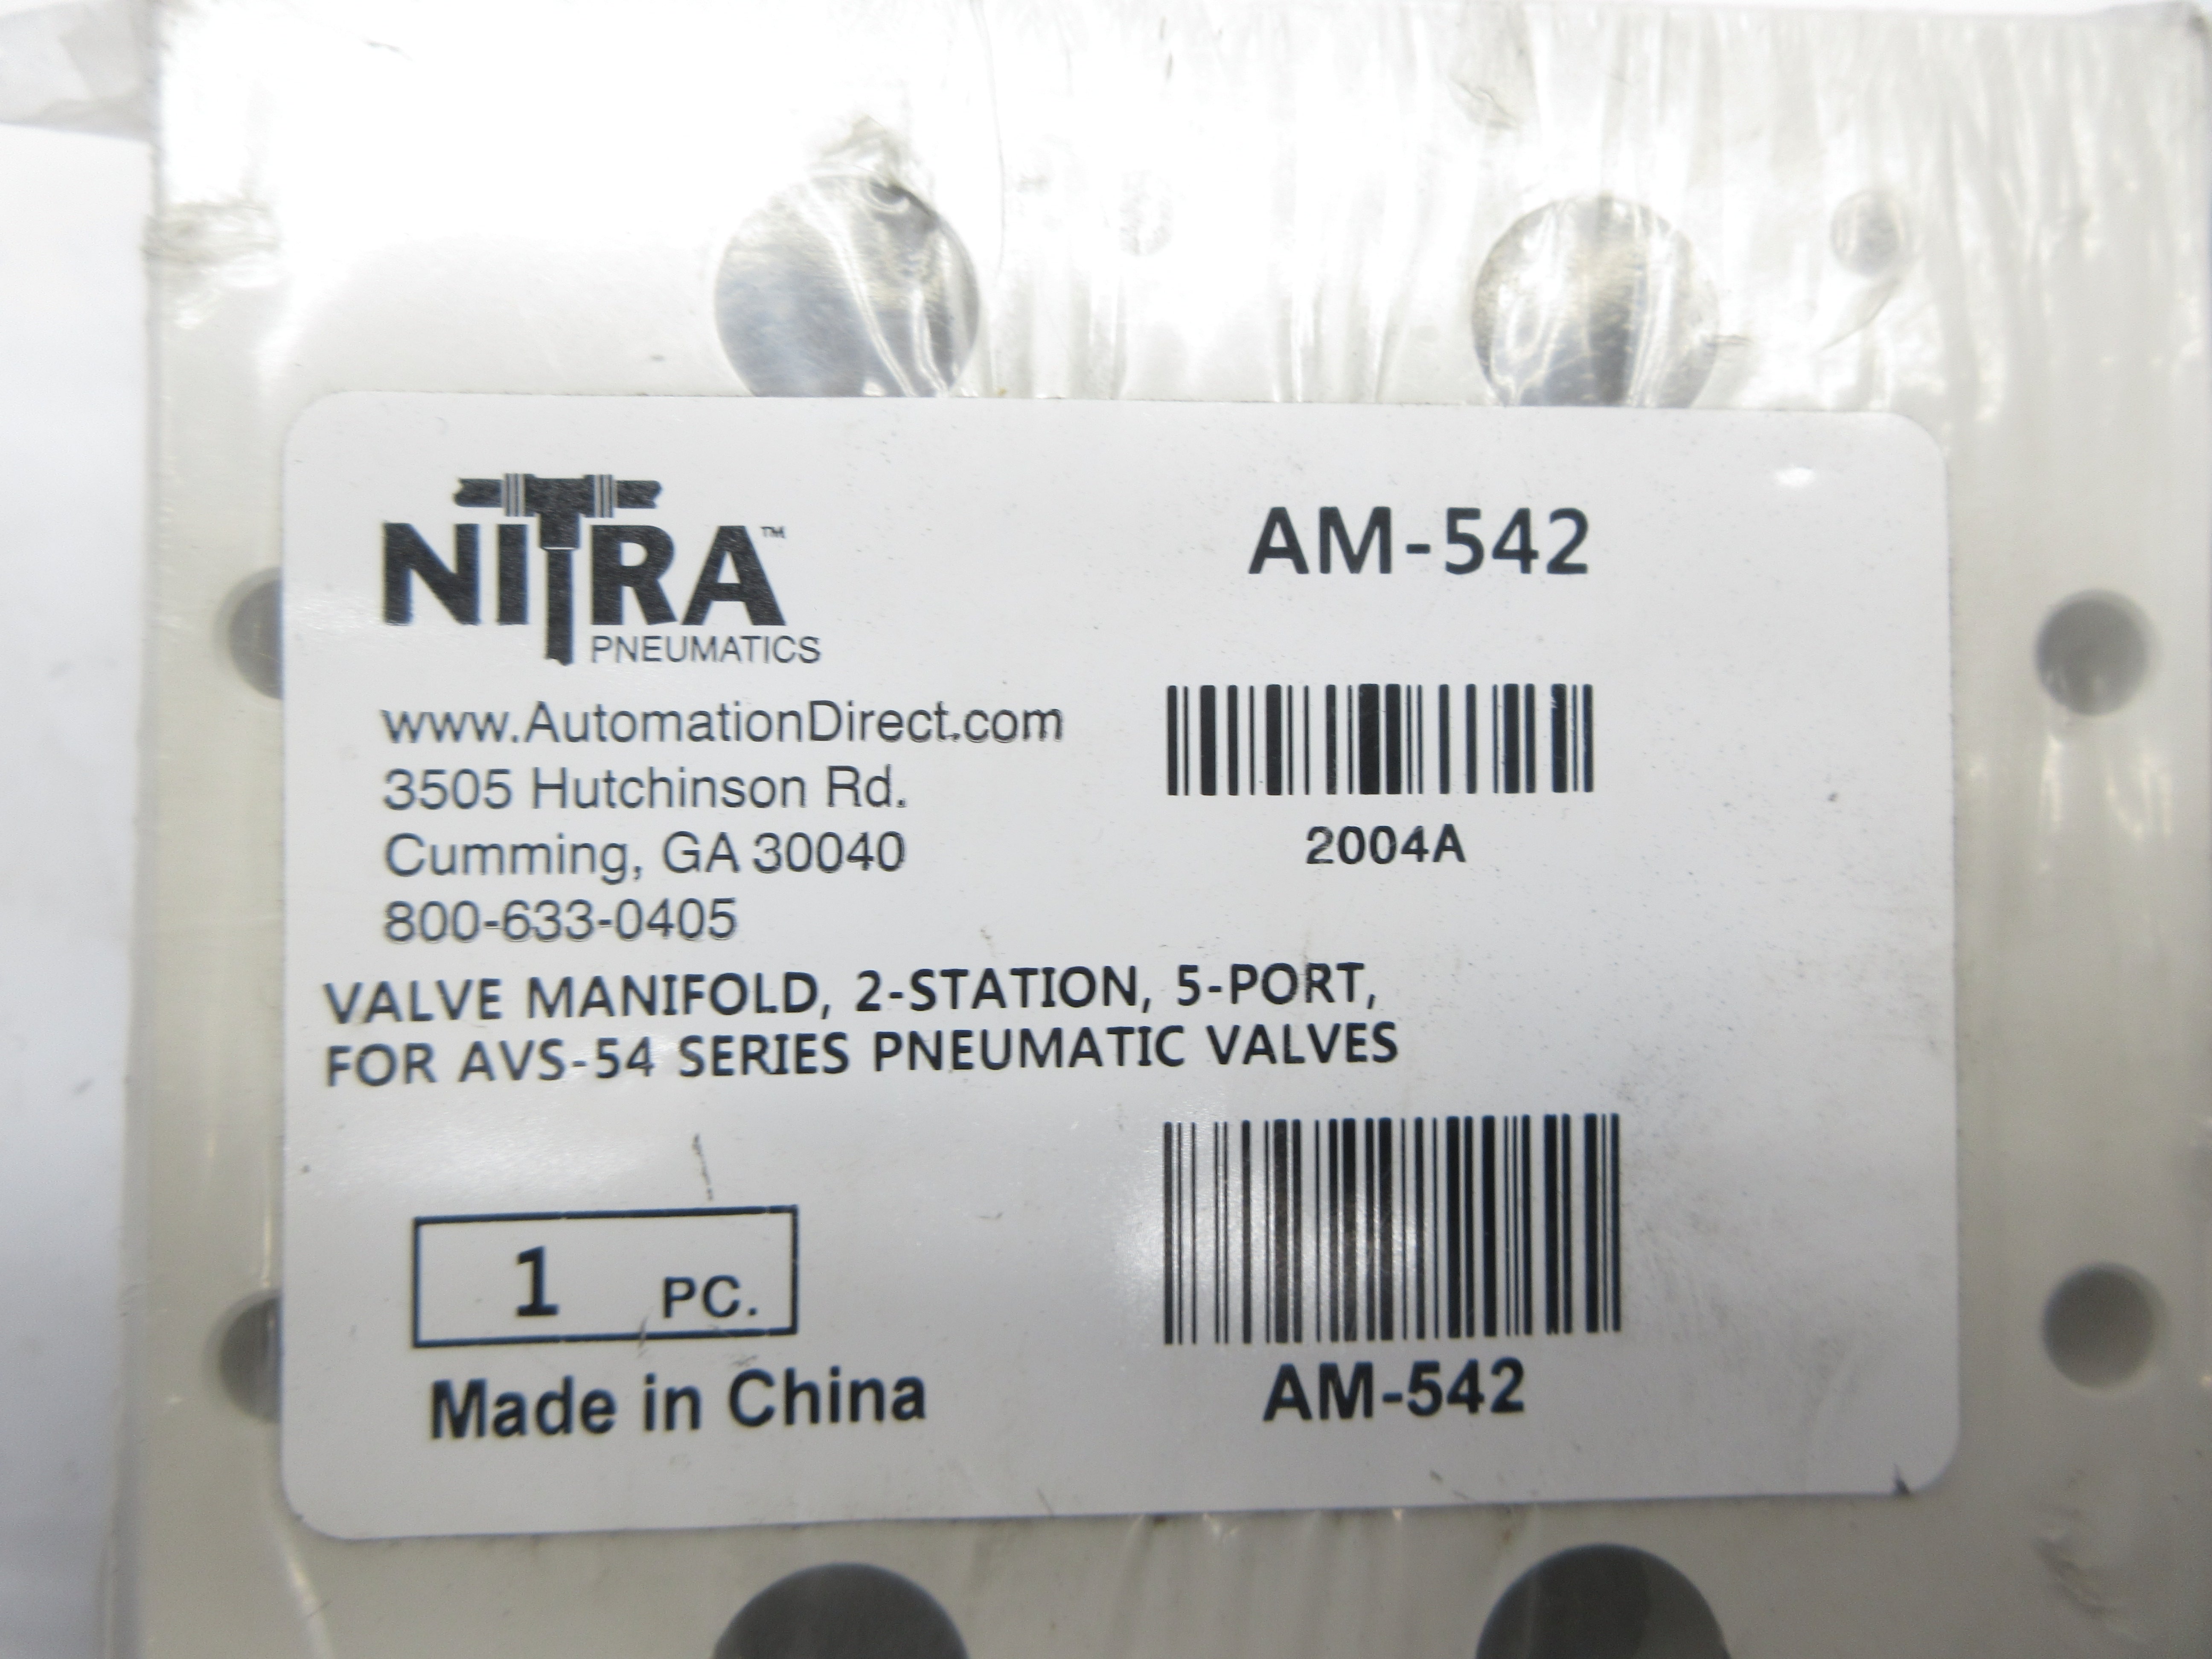 NITRA™
PNEUMATICS
www.AutomationDirect.com
3505 Hutchinson Rd.
Cumming, GA 30040
800-633-0405
AM-542
2004A
VALVE MANIFOLD, 2-STATION, 5-PORT,
FOR AVS-54 SERIES PNEUMATIC VALVES
1 PC.
Made in China
AM-542